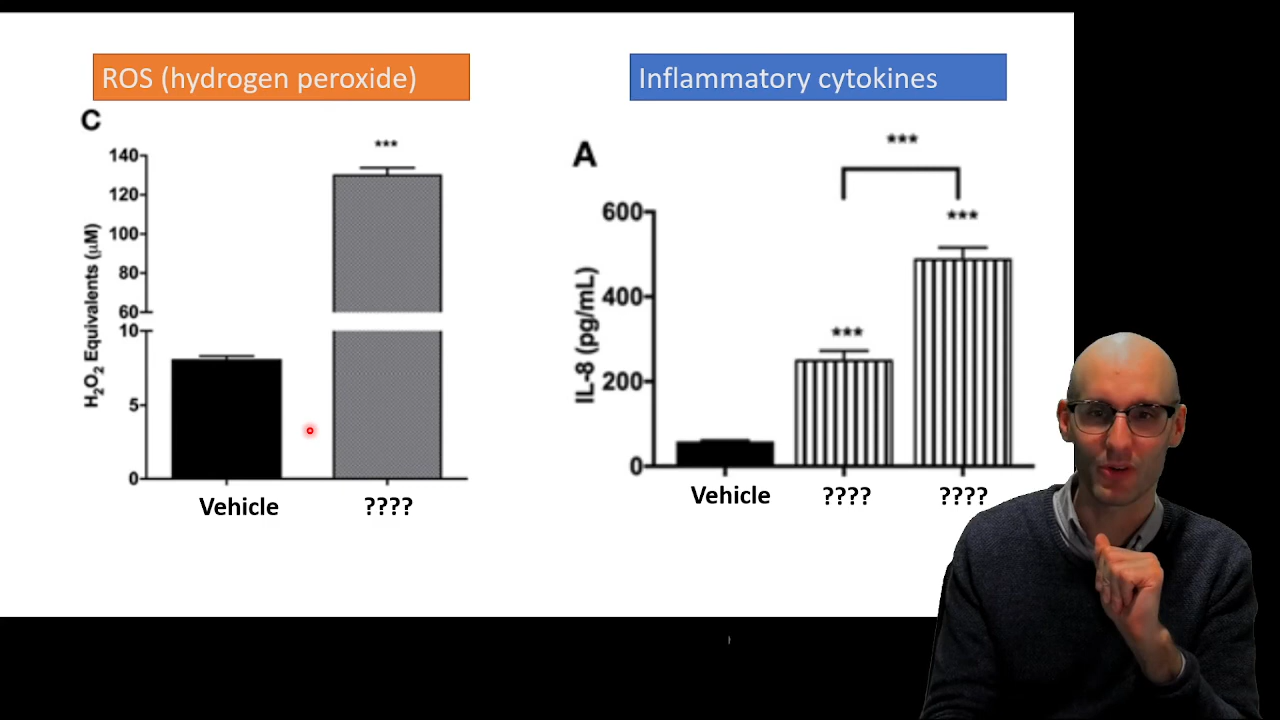 ROS (hydrogen peroxide)
C
***
140
120
100
80
60
10
5
0
H₂O₂ Equivalents (μM)
Vehicle
????
Inflammatory cytokines
A
***
***
***
600
400
200
0
IL-8 (pg/mL)
Vehicle
????
????